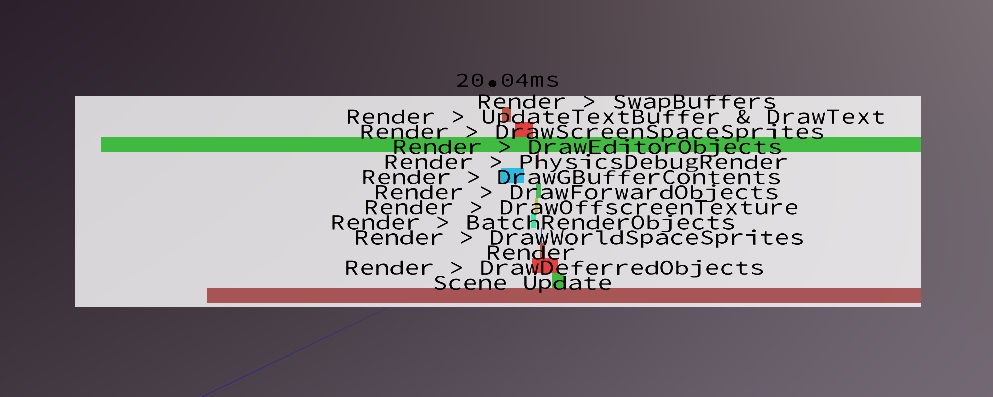 20.04ms
Render > SwapBuffers
Render > UpdateTextBuffer & DrawText
Render > DrawScreenSpaceSprites
Render > DrawEditorObjects
Render > PhysicsDebugRender
Render > DrawGBufferContents
Render > DrawForwardObjects
Render > DrawOffscreenTexture
Render > BatchRenderObjects
Render > DrawWorldSpaceSprites
Render
Render > DrawDeferredObjects
Scene Update